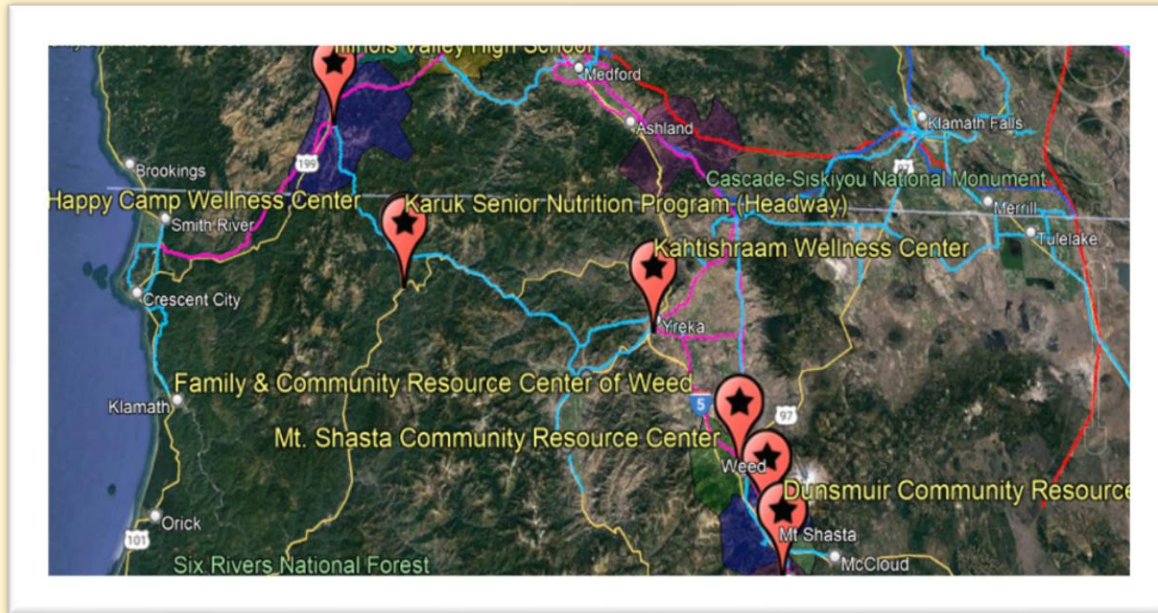 Illinois Valley High School
Medford
Klamath Falls
Ashland
97
Brookings
199
Cascade-Siskiyou National Monument
Happy Camp Wellness Center
Karuk Senior Nutrition Program (Headway)
Merrill
Smith River
Tulelake
Kahtishraam Wellness Center
Crescent City
Yreka
Family & Community Resource Center of Weed
Klamath
5
97
Mt. Shasta Community Resource Center
Weed
Dunsmuir Community Resource
Orick
Mt Shasta
101
McCloud
Six Rivers National Forest